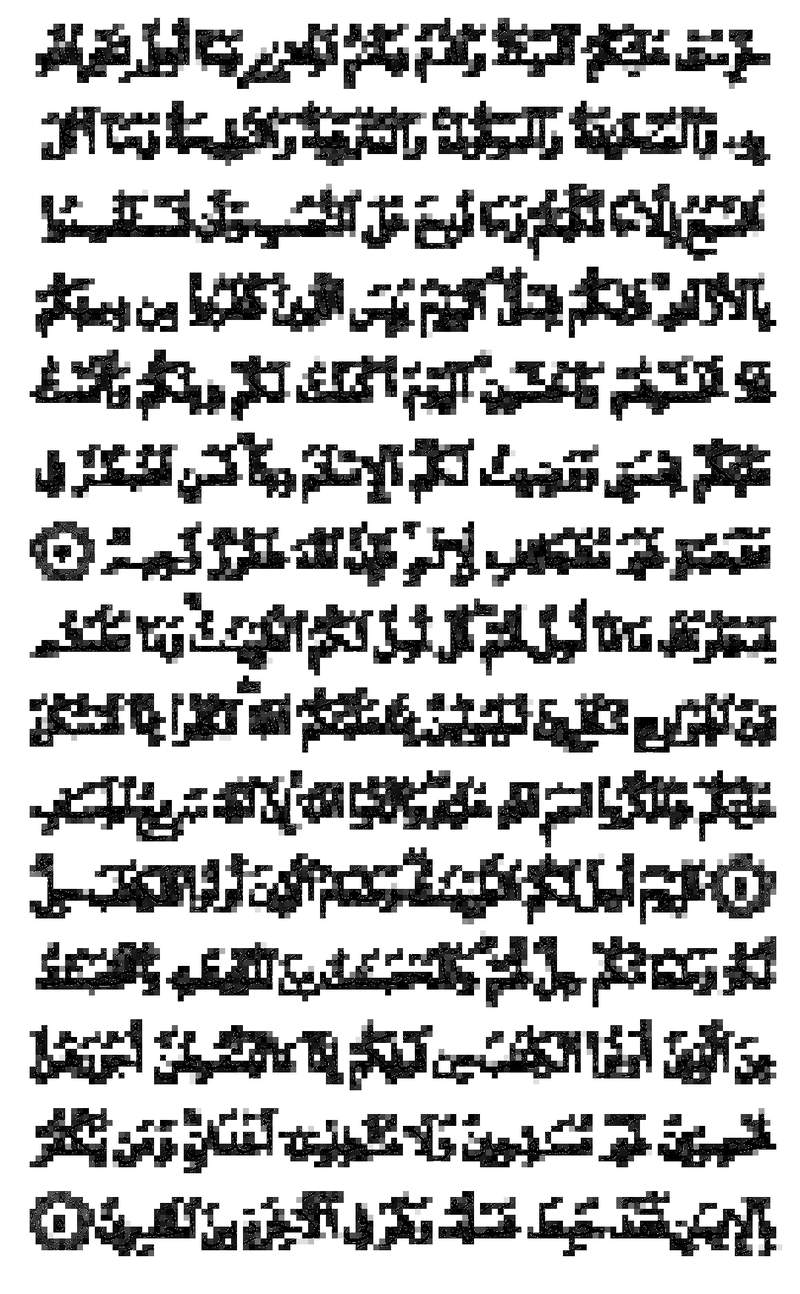 حرمت عليكم الميتة والدم ولحم الخنزير وما أهل لغير الله
به والمنخنقة والموقوذة والمتردية والنطيحة وما أكل
السبع إلا ما ذكيتم وما ذبح على النصب وأن تستقسموا
بالأزلام ذلكم فسق اليوم يئس الذين كفروا من دينكم
فلا تخشوهم واخشون اليوم أكملت لكم دينكم وأتممت
عليكم نعمتي ورضيت لكم الإسلام دينا فمن اضطر في
مخمصة غير متجانف لإثم فإن الله غفور رحيم
يسألونك ماذا أحل لهم قل أحل لكم الطيبات وما علمتم
من الجوارح مكلبين تعلمونهن مما علمكم الله فكلوا مما أمسكن
عليكم واذكروا اسم الله عليه واتقوا الله إن الله سريع الحساب
اليوم أحل لكم الطيبات وطعام الذين أوتوا الكتاب حل
لكم وطعامكم حل لهم والمحصنات من المؤمنات والمحصنات
من الذين أوتوا الكتاب من قبلكم إذا آتيتموهن أجورهن
محصنين غير مسافحين ولا متخذي أخدان ومن يكفر
بالإيمان فقد حبط عمله وهو في الآخرة من الخاسرين